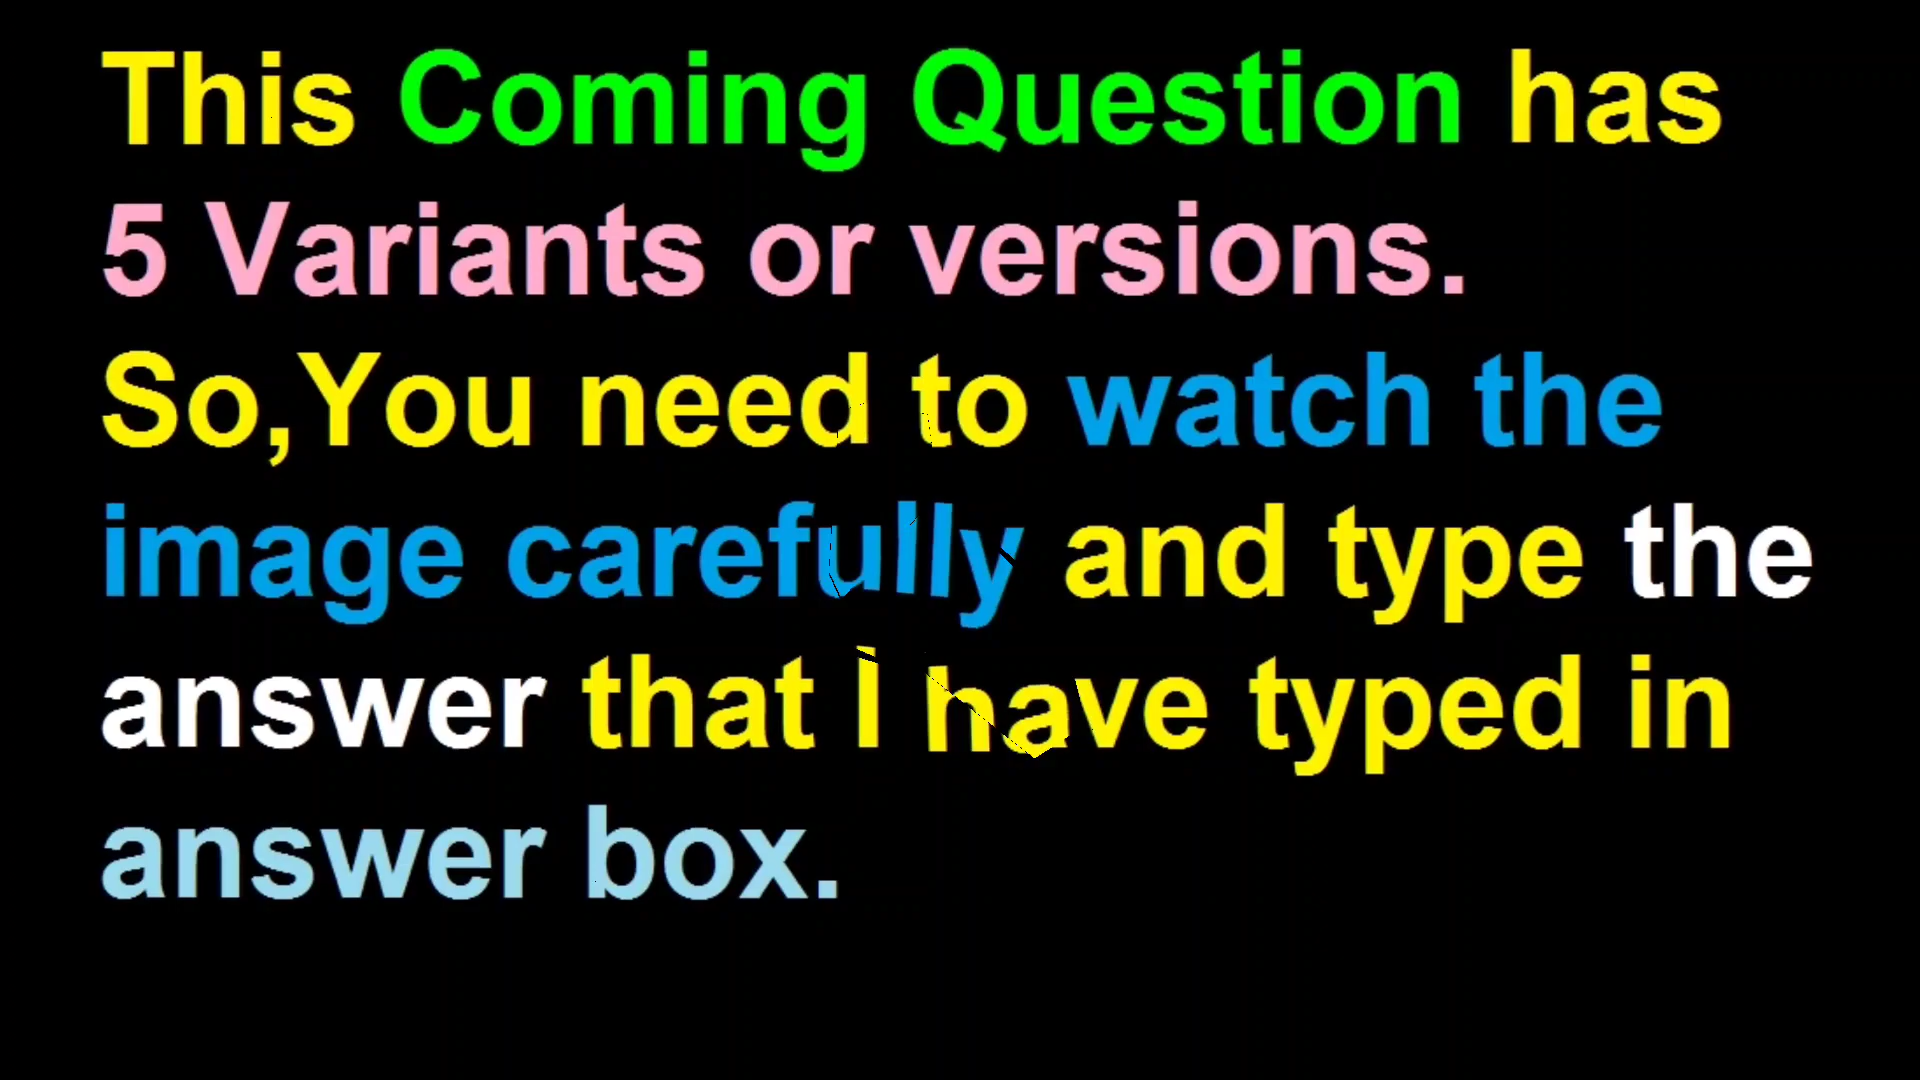 This Coming Question has
5 Variants or versions.
So,You need to watch the
image carefully and type the
answer that I have typed in
answer box.